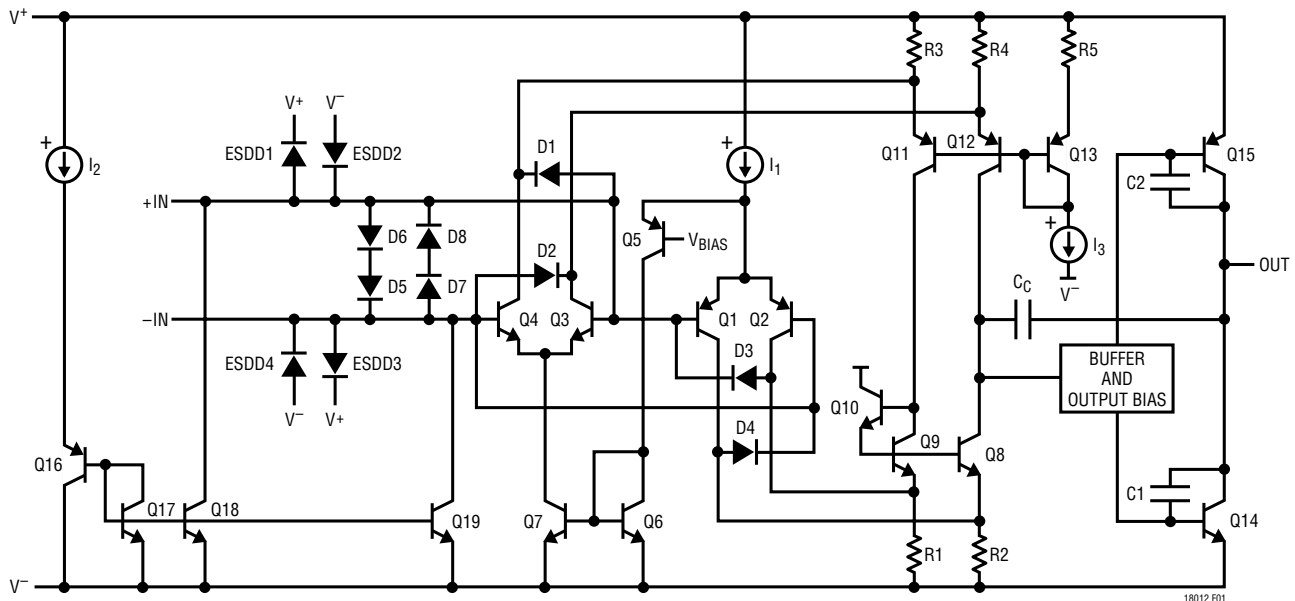 V+
R3
R4
R5
V+
V−
ESDD1
ESDD2
D1
+
I2
+
I1
Q11
Q12
Q13
Q15
C2
+IN
D6
D8
Q5
VBIAS
+
I3
V−
D2
D5
D7
OUT
CC
−IN
Q4
Q3
Q1
Q2
ESDD4
ESDD3
D3
BUFFER
AND
OUTPUT BIAS
V−
V+
Q10
D4
Q9
Q8
Q16
C1
Q17
Q18
Q19
Q7
Q6
Q14
R1
R2
V−
18012 F01